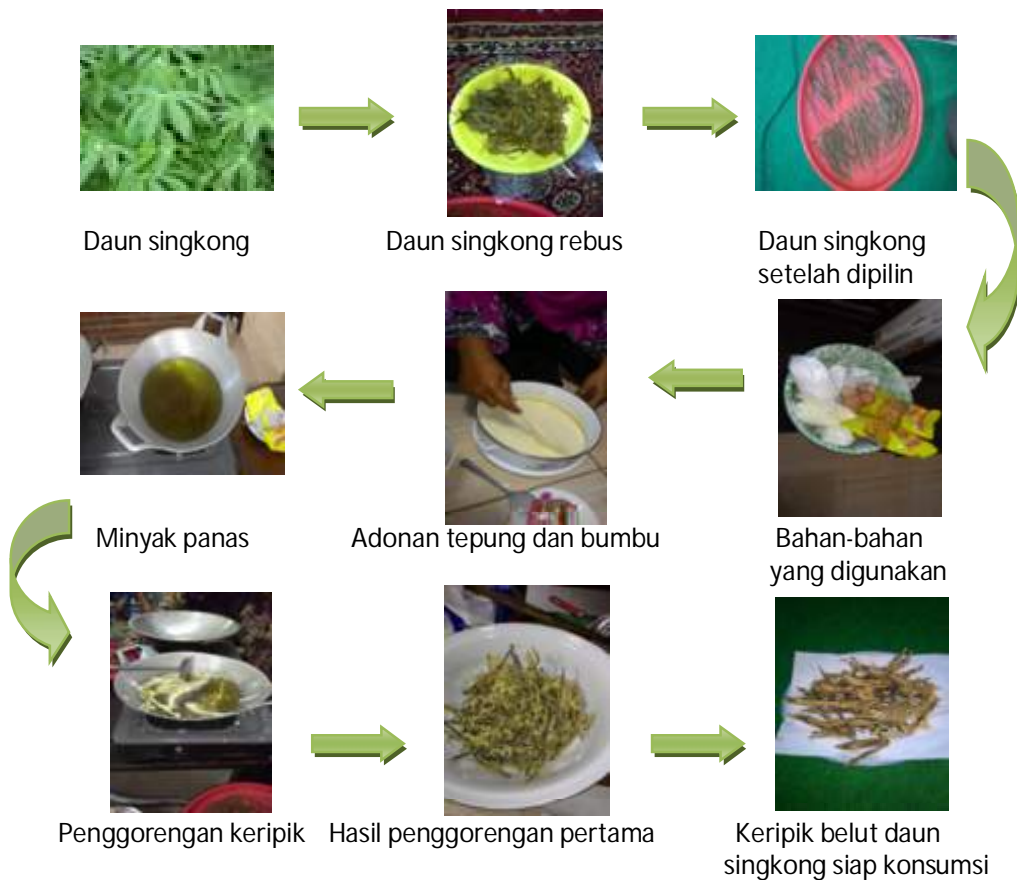 Daun singkong
Daun singkong rebus
Daun singkong
setelah dipilin
Bahan-bahan
yang digunakan
Adonan tepung dan bumbu
Minyak panas
Penggorengan keripik
Hasil penggorengan pertama
Keripik belut daun
singkong siap konsumsi